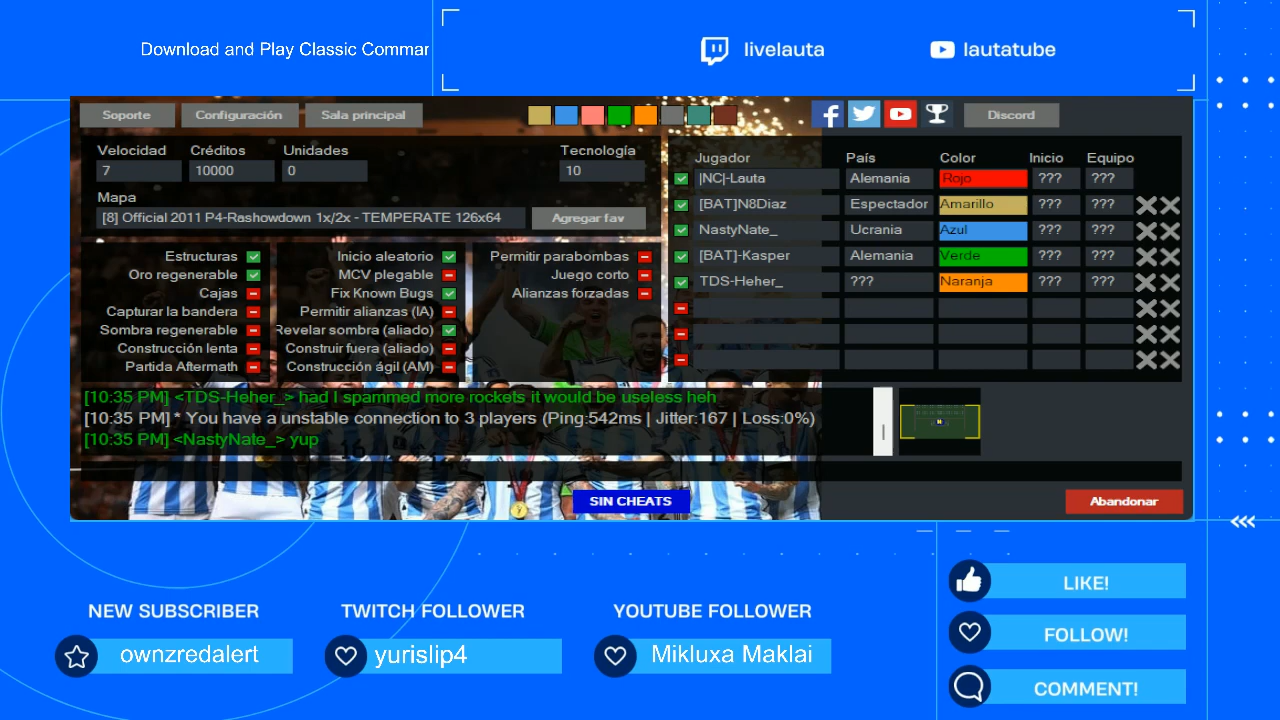 Download and Play Classic Commar
livelauta
lautatube
Soporte
Configuración
Sala principal
Discord
Velocidad
Créditos
Unidades
Tecnología
7
10000
0
10
Mapa
[8] Official 2011 P4-Rashowdown 1x/2x - TEMPERATE 126x64
Agregar fav
Estructuras
Oro regenerable
Cajas
Capturar la bandera
Sombra regenerable
Construcción lenta
Partida Aftermath
Inicio aleatorio
MCV plegable
Fix Known Bugs
Permitir alianzas (IA)
Revelar sombra (aliado)
Construir fuera (aliado)
Construcción ágil (AM)
Permitir parabombas
Juego corto
Alianzas forzadas
Jugador País Color Inicio Equipo
|NC|-Lauta Alemania Rojo ??? ???
[BAT]N8Diaz Espectador Amarillo ??? ???
NastyNate_ Ucrania Azul ??? ???
[BAT]-Kasper Alemania Verde ??? ???
TDS-Heher_ ??? Naranja ??? ???
[10:35 PM] <TDS-Heher_> had I spammed more rockets it would be useless heh
[10:35 PM] * You have a unstable connection to 3 players (Ping:542ms | Jitter:167 | Loss:0%)
[10:35 PM] <NastyNate_> yup
SIN CHEATS
Abandonar
NEW SUBSCRIBER
ownzredalert
TWITCH FOLLOWER
yurislip4
YOUTUBE FOLLOWER
Mikluxa Maklai
LIKE!
FOLLOW!
COMMENT!